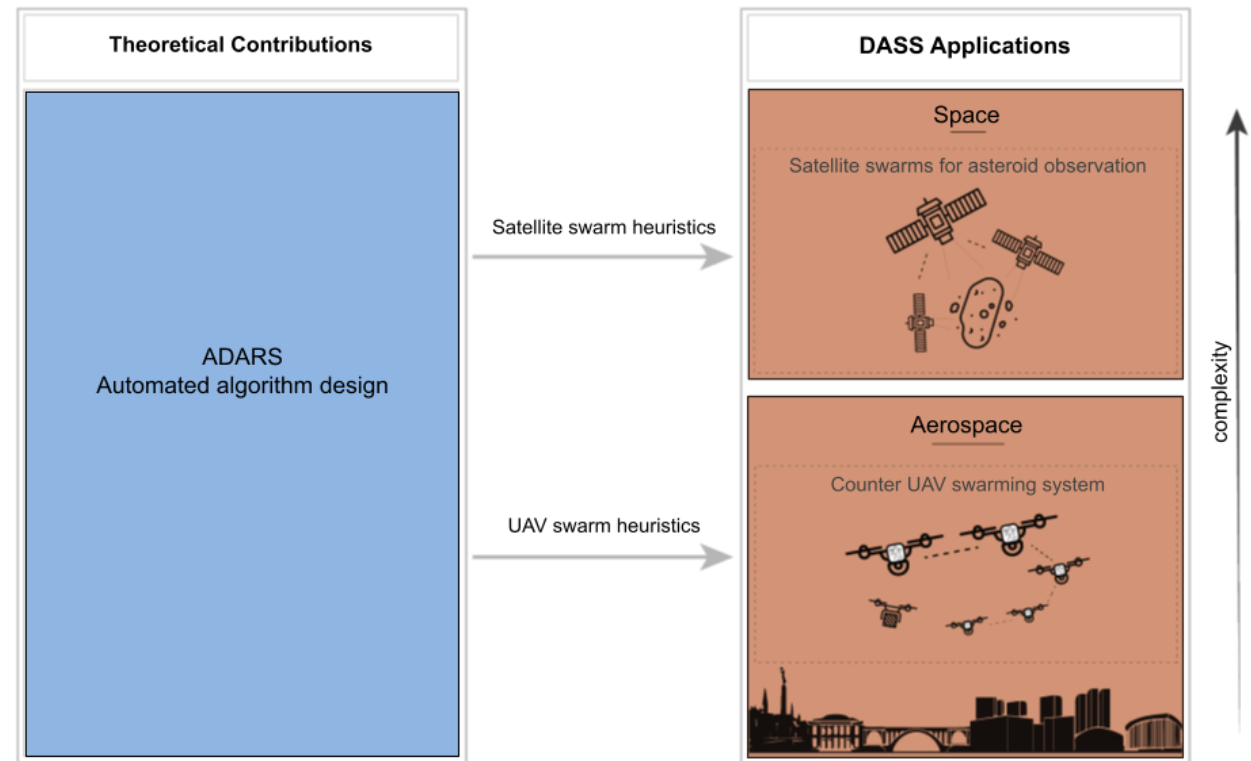 Theoretical Contributions
ADARS
Automated algorithm design
Satellite swarm heuristics
UAV swarm heuristics
DASS Applications
Space
Satellite swarms for asteroid observation
Aerospace
Counter UAV swarming system
complexity